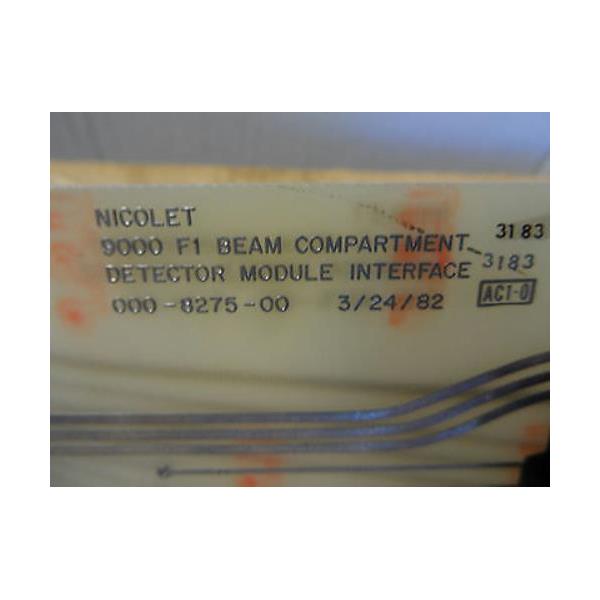 NICOLET
9000 F1 BEAM COMPARTMENT
DETECTOR MODULE INTERFACE
000-8275-00 3/24/82
3183
3183
AC1-0